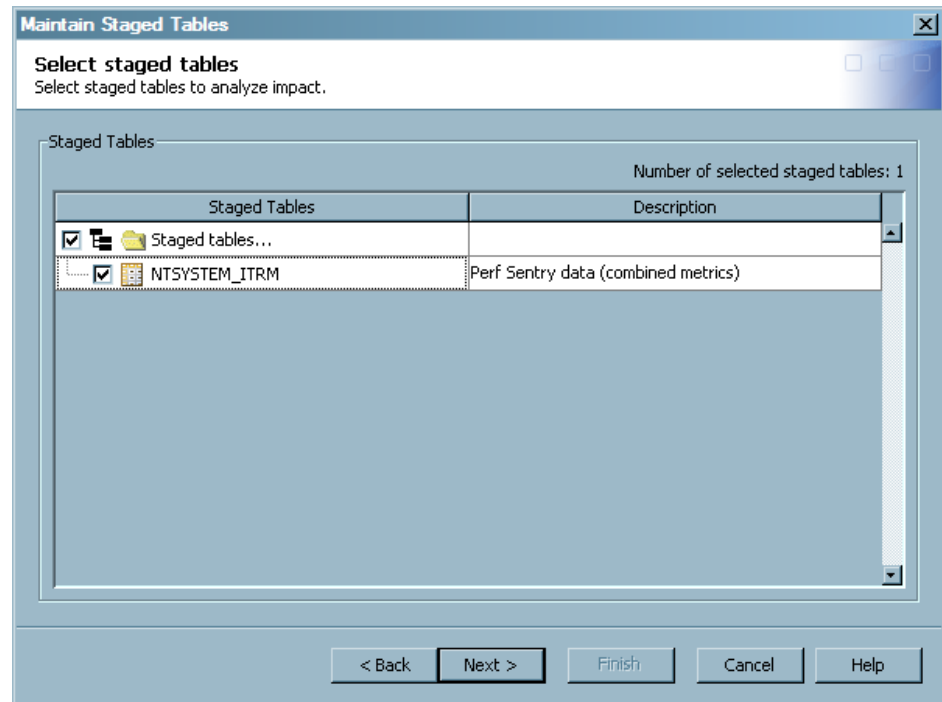 Maintain Staged Tables
Select staged tables
Select staged tables to analyze impact.
Staged Tables
Number of selected staged tables: 1
Staged Tables Description
Staged tables...
NTSYSTEM_ITRM Perf Sentry data (combined metrics)
< Back Next > Finish Cancel Help